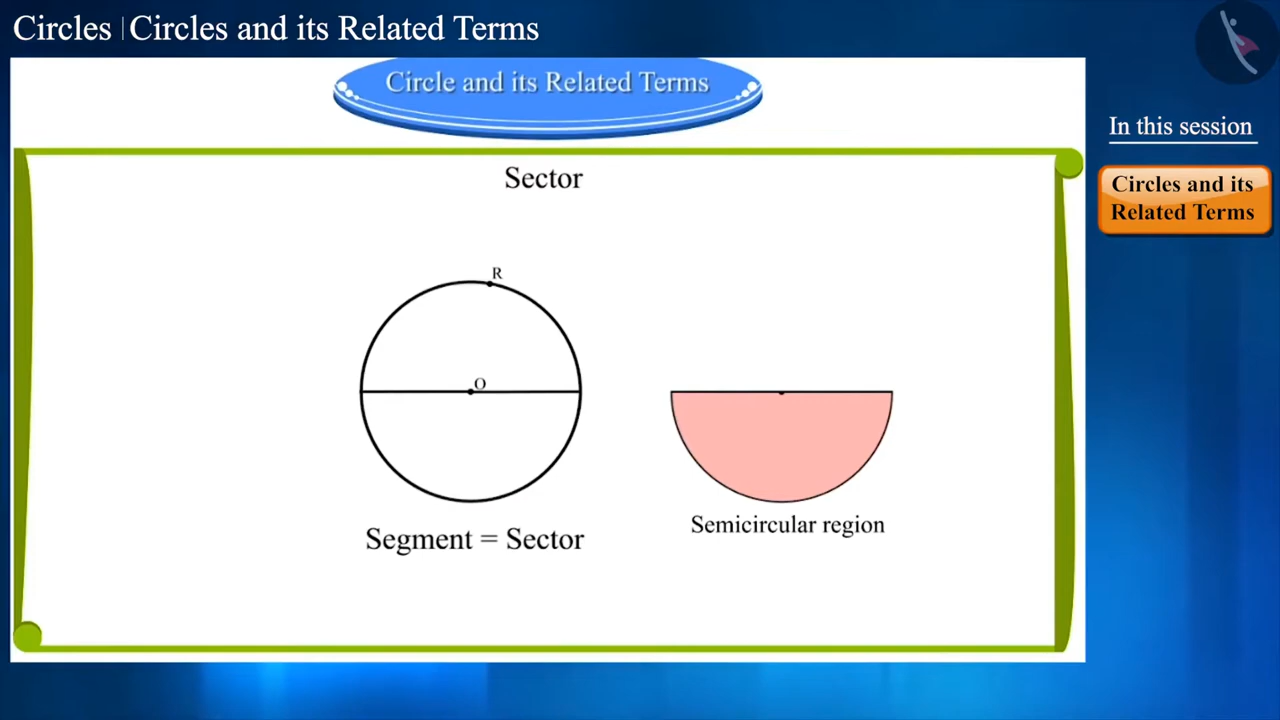 Circles | Circles and its Related Terms
Circle and its Related Terms
In this session
Circles and its
Related Terms
Sector
R
O
Segment = Sector
Semicircular region